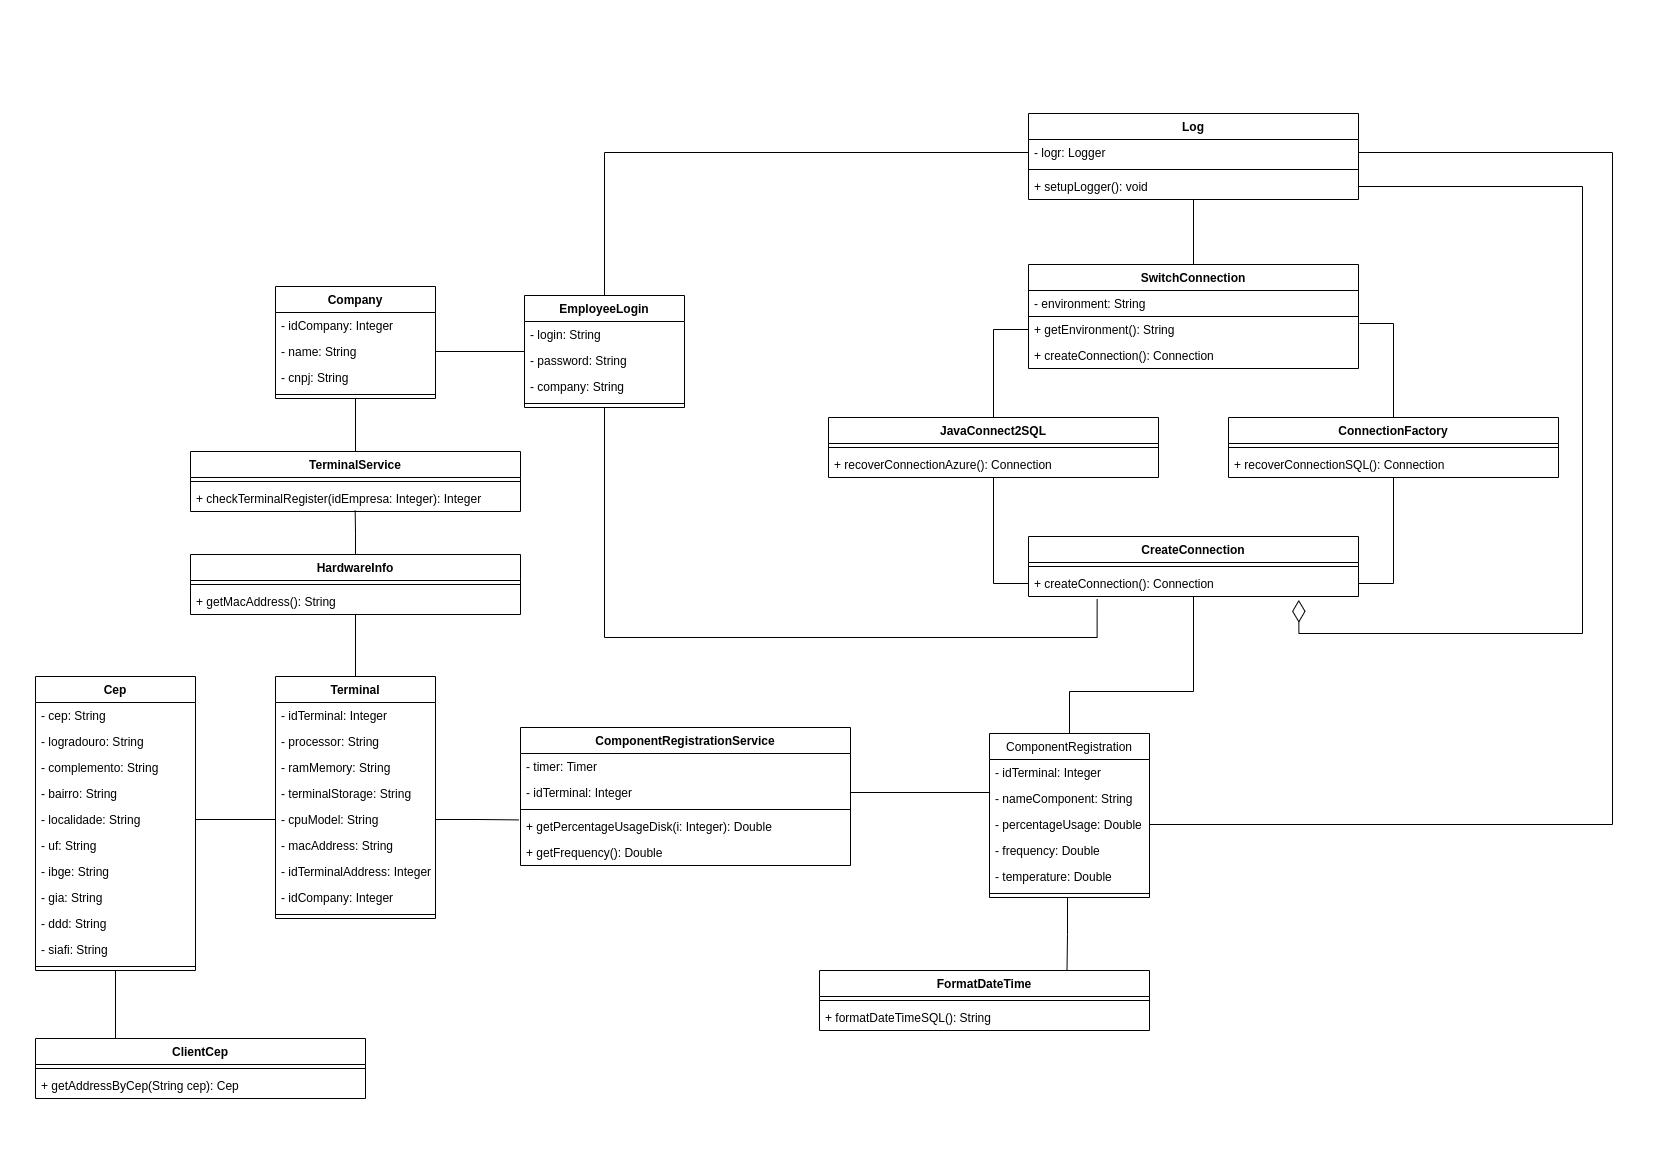 Log
- logr: Logger
+ setupLogger(): void
SwitchConnection
- environment: String
+ getEnvironment(): String
+ createConnection(): Connection
Company
- idCompany: Integer
- name: String
- cnpj: String
EmployeeLogin
- login: String
- password: String
- company: String
JavaConnect2SQL
+ recoverConnectionAzure(): Connection
ConnectionFactory
+ recoverConnectionSQL(): Connection
TerminalService
+ checkTerminalRegister(idEmpresa: Integer): Integer
CreateConnection
+ createConnection(): Connection
HardwareInfo
+ getMacAddress(): String
Cep
- cep: String
- logradouro: String
- complemento: String
- bairro: String
- localidade: String
- uf: String
- ibge: String
- gia: String
- ddd: String
- siafi: String
Terminal
- idTerminal: Integer
- processor: String
- ramMemory: String
- terminalStorage: String
- cpuModel: String
- macAddress: String
- idTerminalAddress: Integer
- idCompany: Integer
ComponentRegistrationService
- timer: Timer
- idTerminal: Integer
+ getPercentageUsageDisk(i: Integer): Double
+ getFrequency(): Double
ComponentRegistration
- idTerminal: Integer
- nameComponent: String
- percentageUsage: Double
- frequency: Double
- temperature: Double
FormatDateTime
+ formatDateTimeSQL(): String
ClientCep
+ getAddressByCep(String cep): Cep